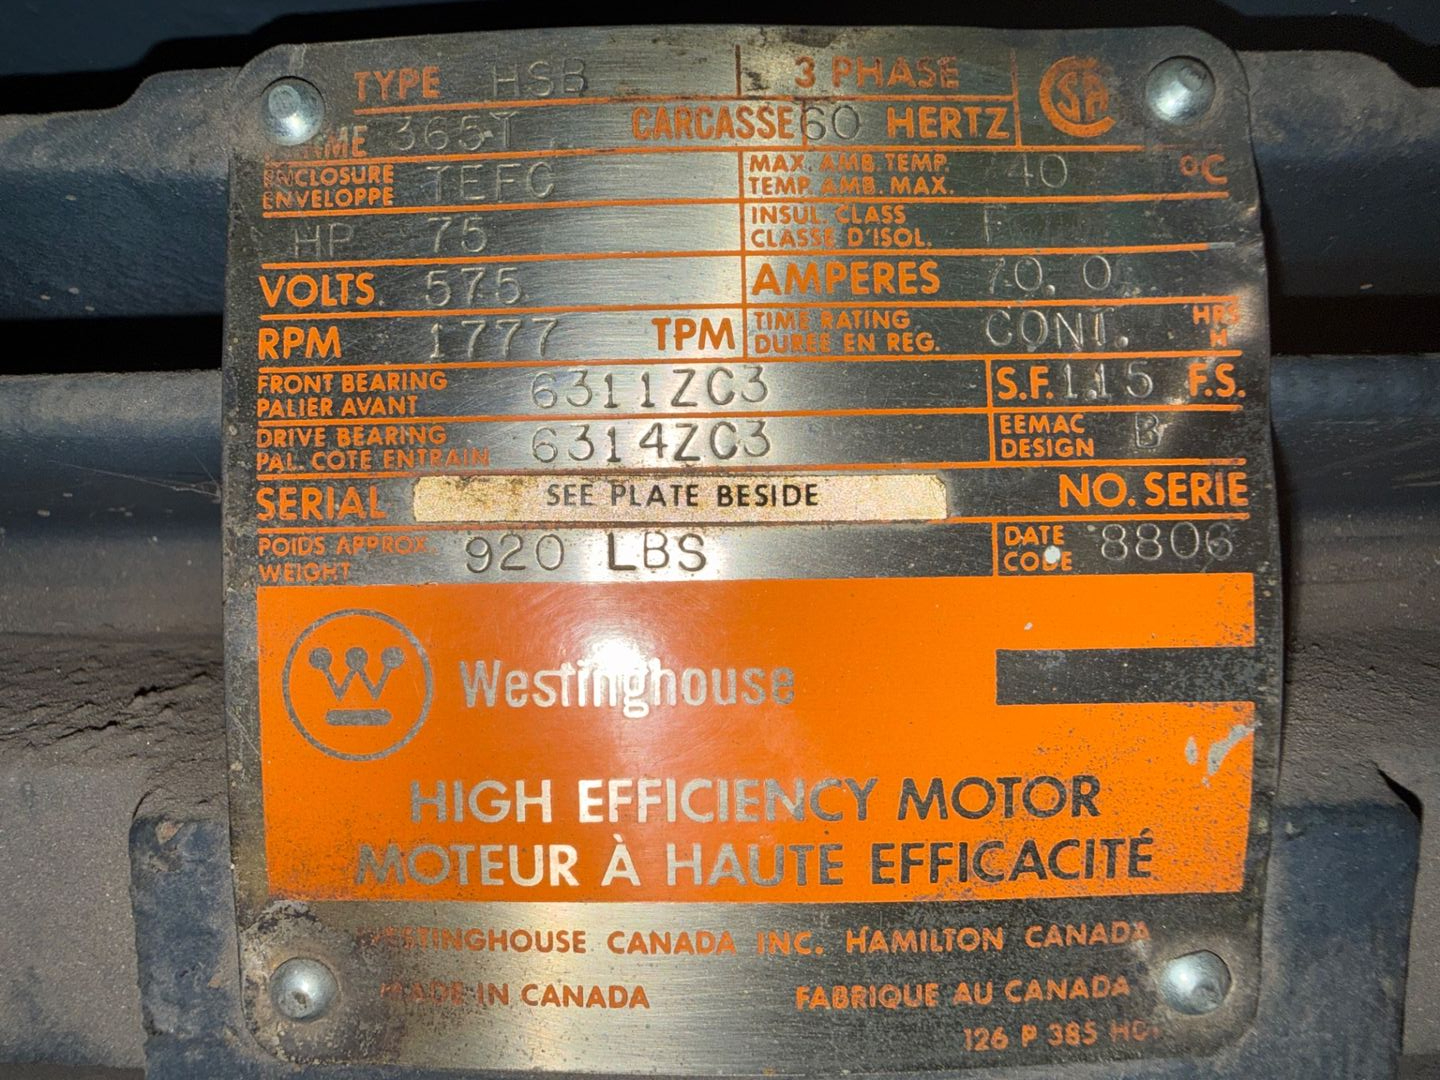 TYPE HSB 3 PHASE
365T CARCASSE 60 HERTZ
ENCLOSURE TEFC MAX. AMB. TEMP 40 °C
ENVELOPPE TEMP. AMB. MAX.
HP 75 INSUL. CLASS F
CLASSE D'ISOL.
VOLTS 575 AMPERES 70.0
RPM 1777 TPM TIME RATING CONT. HRS
DUREE EN REG. H
FRONT BEARING 6311ZC3 S.F. 1.15 F.S.
PALIER AVANT
DRIVE BEARING 6314ZC3 EEMAC B
PAL. COTE ENTRAIN DESIGN
SERIAL SEE PLATE BESIDE NO. SERIE
POIDS APPROX. 920 LBS DATE 8806
WEIGHT CODE
W Westinghouse
HIGH EFFICIENCY MOTOR
MOTEUR À HAUTE EFFICACITÉ
WESTINGHOUSE CANADA INC. HAMILTON CANADA
MADE IN CANADA FABRIQUE AU CANADA
126 P 385